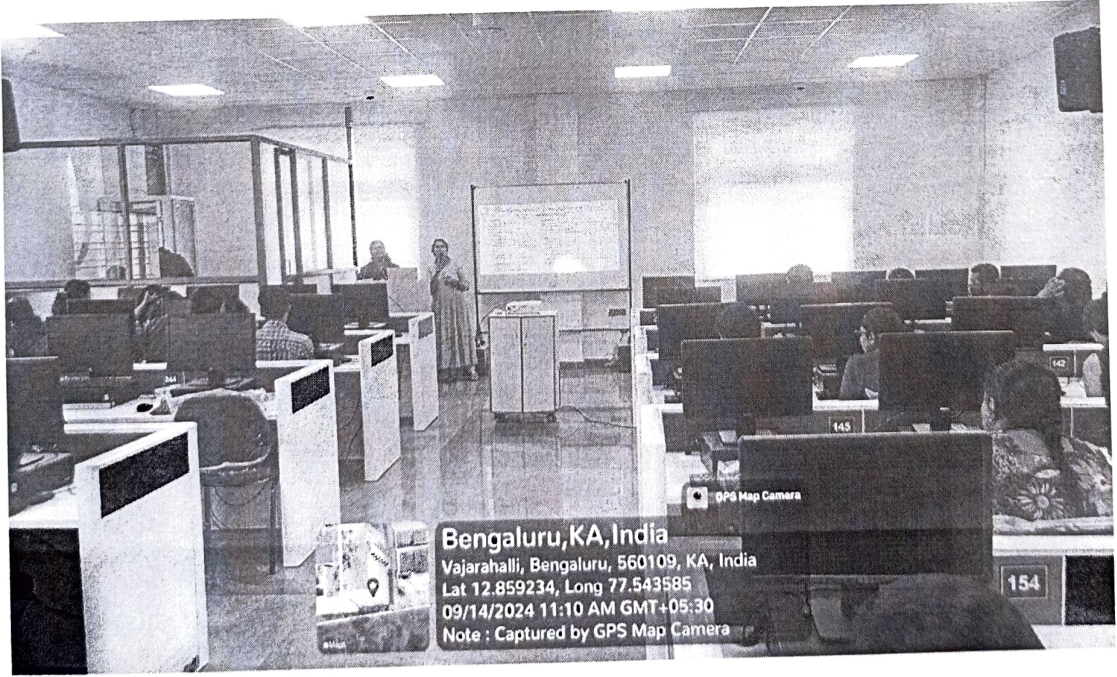 142
145
GPS Map Camera
154
Bengaluru,KA,India
Vajarahalli, Bengaluru, 560109, KA, India
Lat 12.859234, Long 77.543585
09/14/2024 11:10 AM GMT+05:30
Note : Captured by GPS Map Camera